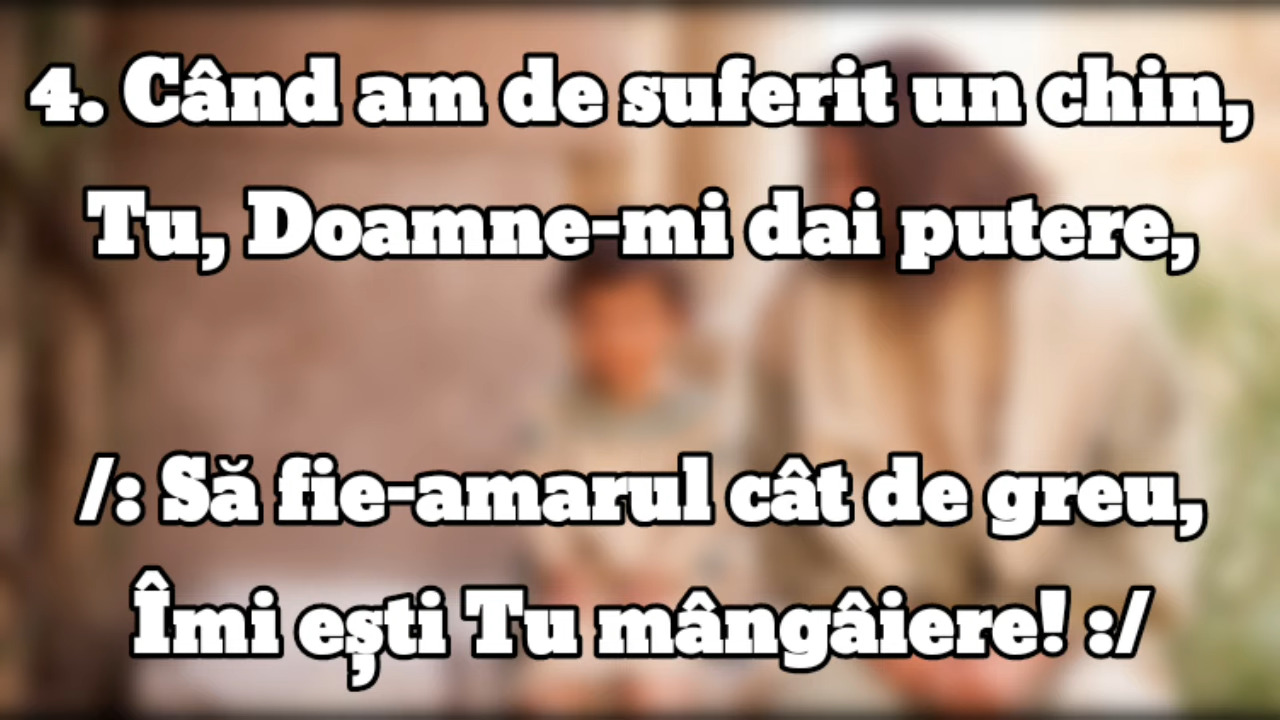 4. Când am de suferit un chin,
Tu, Doamne-mi dai putere,
/: Să fie-amarul cât de greu,
Îmi ești Tu mângâiere! :/